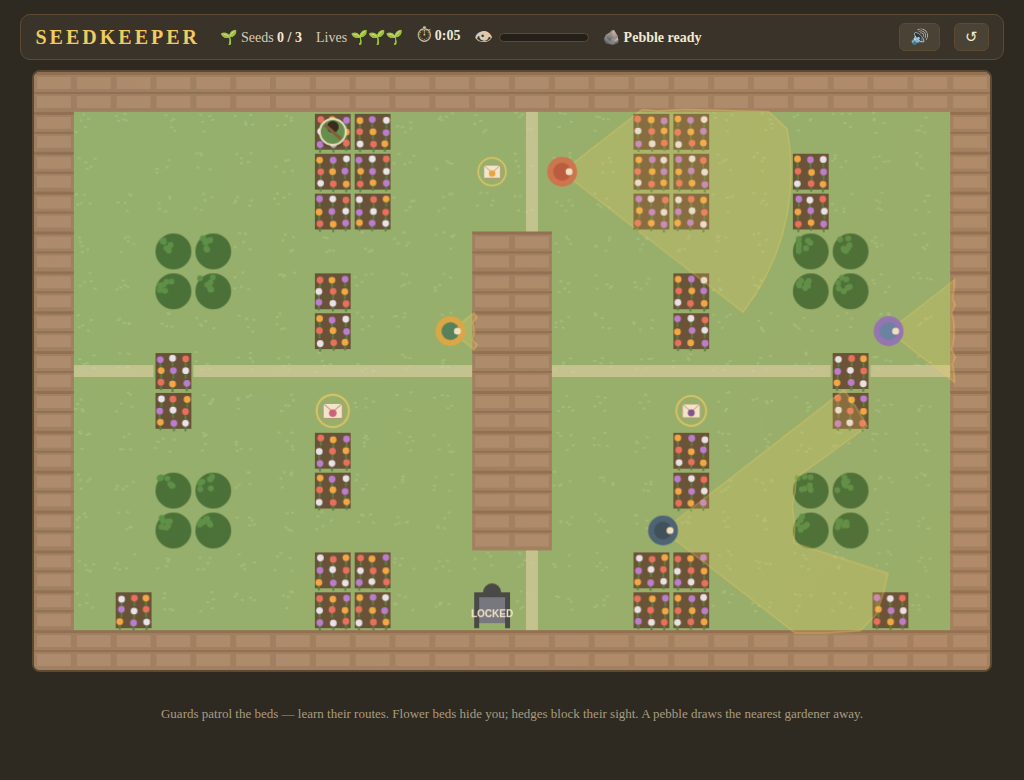 SEEDKEEPER Seeds 0 / 3 Lives 0:05 Pebble ready
LOCKED
Guards patrol the beds — learn their routes. Flower beds hide you; hedges block their sight. A pebble draws the nearest gardener away.